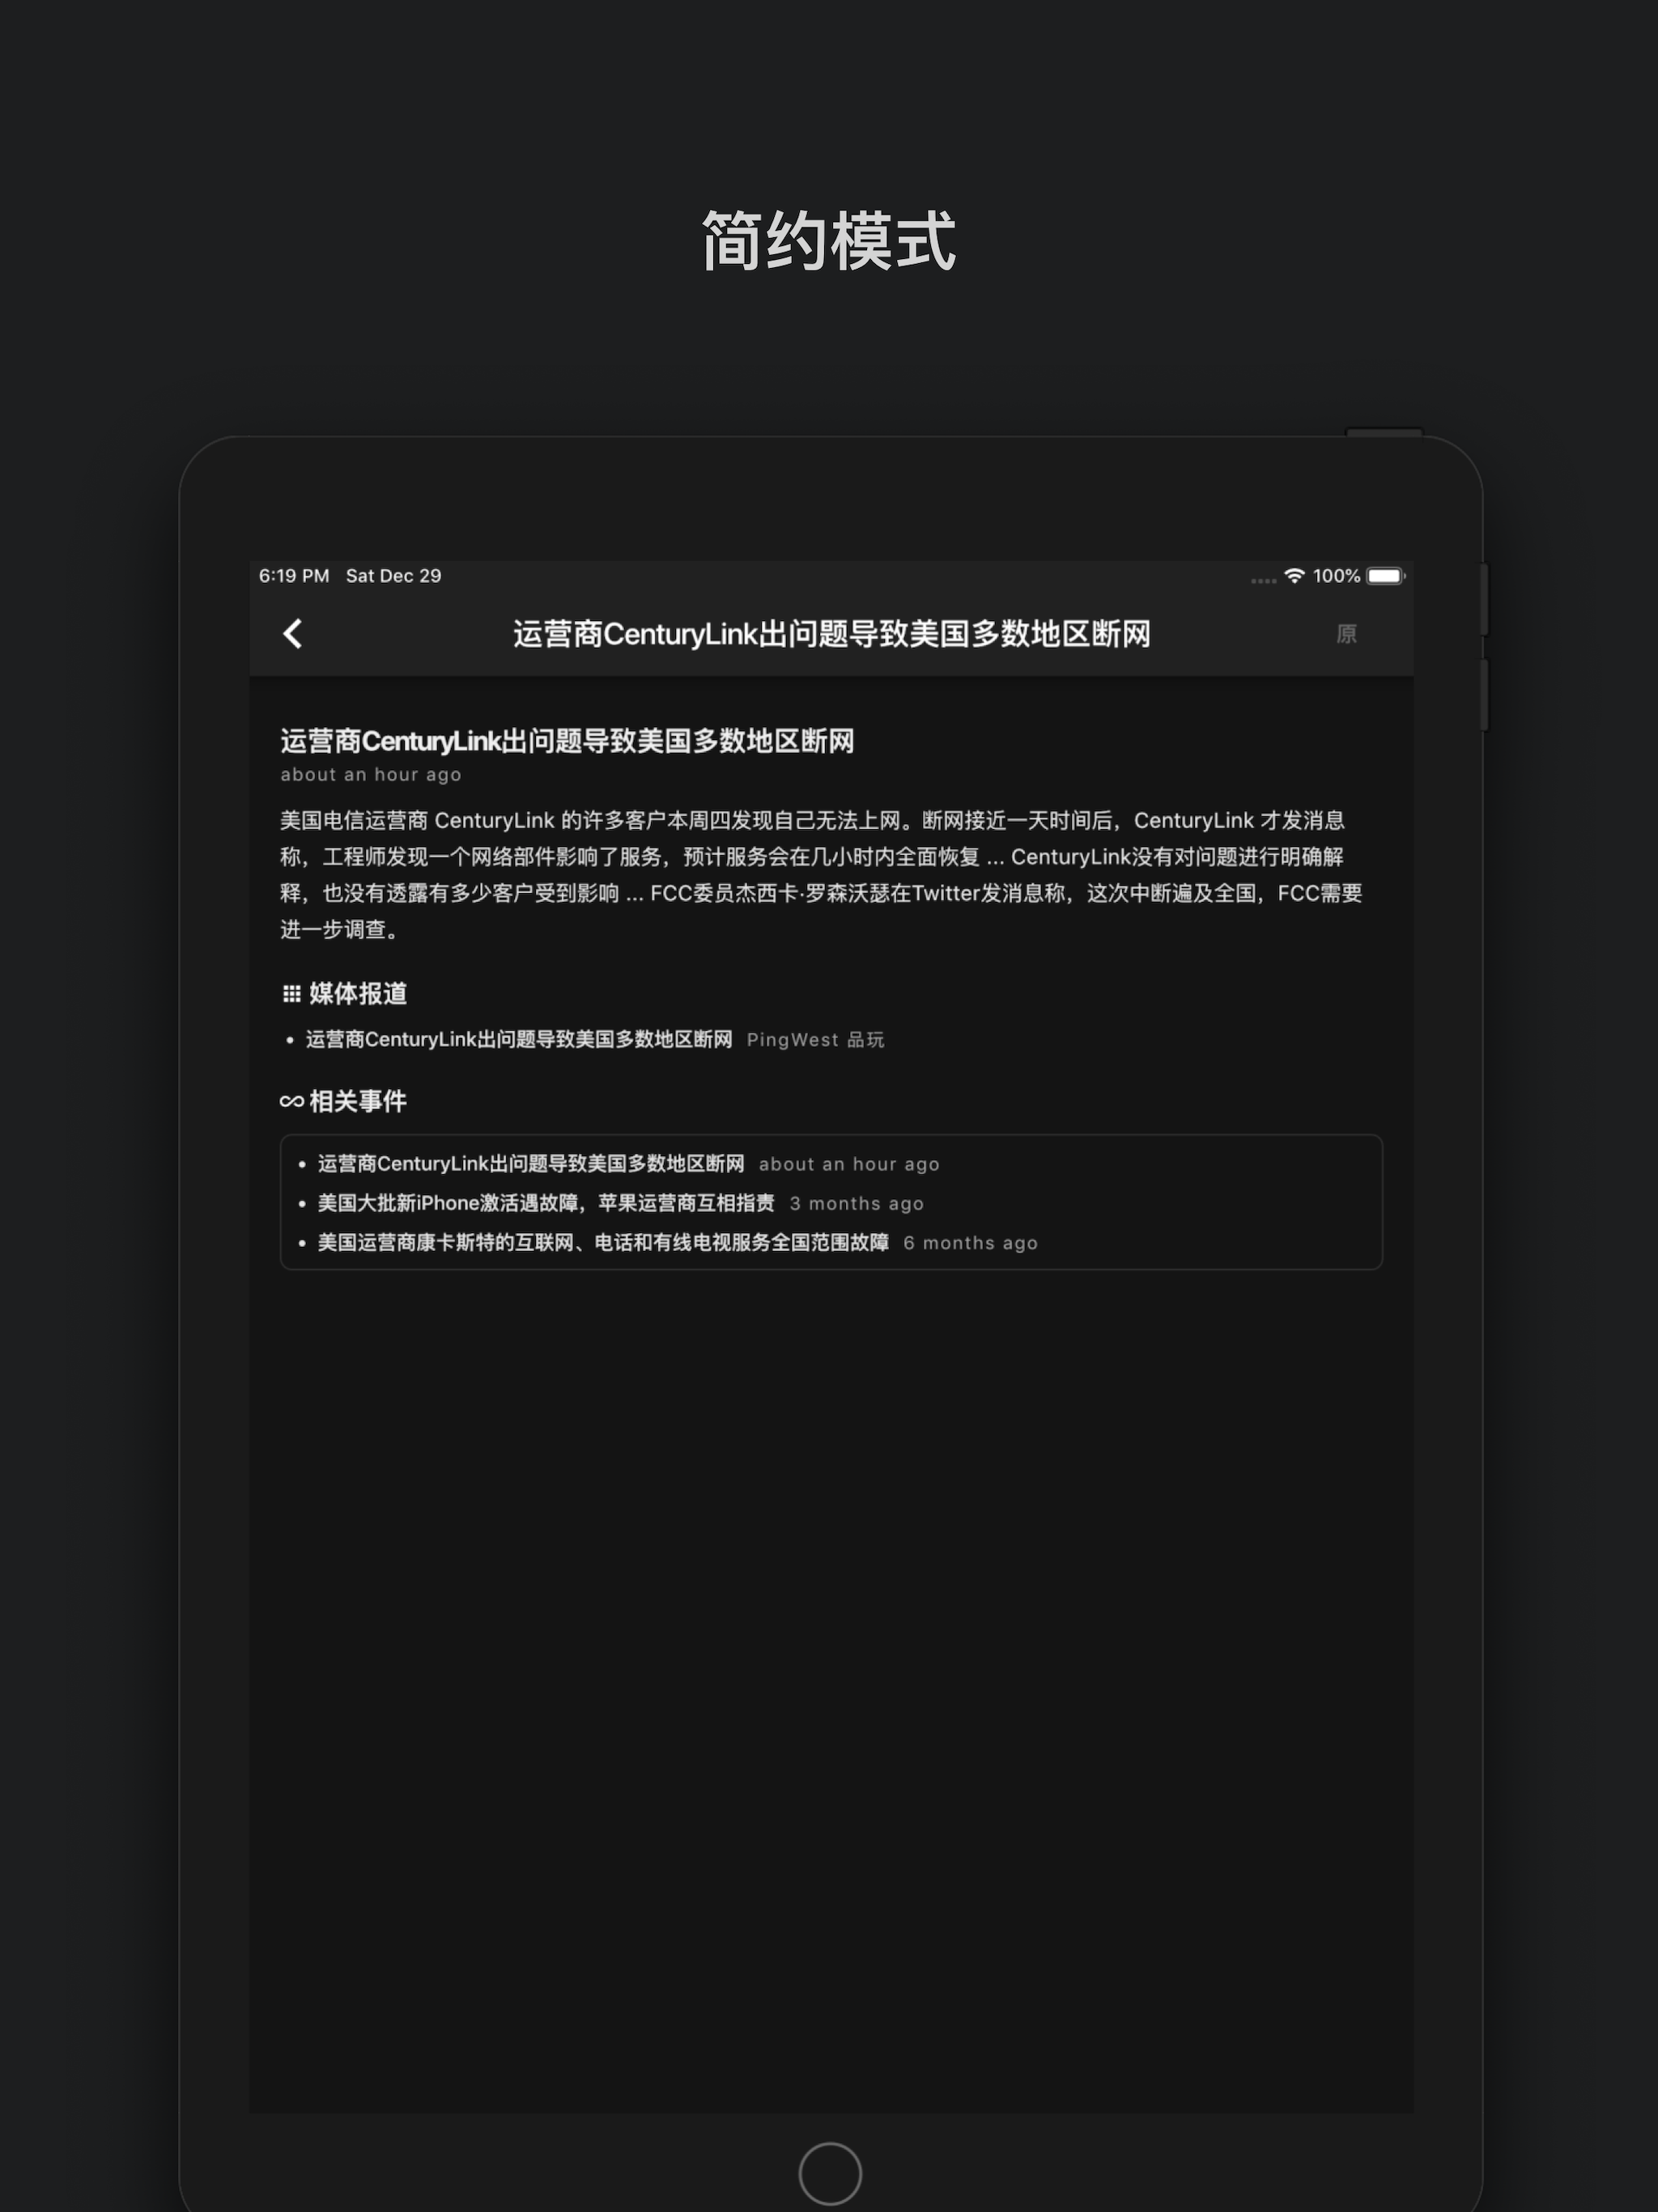 简约模式
6:19 PM Sat Dec 29
100%
运营商CenturyLink出问题导致美国多数地区断网
原
运营商CenturyLink出问题导致美国多数地区断网
about an hour ago
美国电信运营商 CenturyLink 的许多客户本周四发现自己无法上网。断网接近一天时间后，CenturyLink 才发消息
称，工程师发现一个网络部件影响了服务，预计服务会在几小时内全面恢复 ... CenturyLink没有对问题进行明确解
释，也没有透露有多少客户受到影响 ... FCC委员杰西卡·罗森沃瑟在Twitter发消息称，这次中断遍及全国，FCC需要
进一步调查。
媒体报道
• 运营商CenturyLink出问题导致美国多数地区断网 PingWest 品玩
相关事件
• 运营商CenturyLink出问题导致美国多数地区断网 about an hour ago
• 美国大批新iPhone激活遇故障，苹果运营商互相指责 3 months ago
• 美国运营商康卡斯特的互联网、电话和有线电视服务全国范围故障 6 months ago